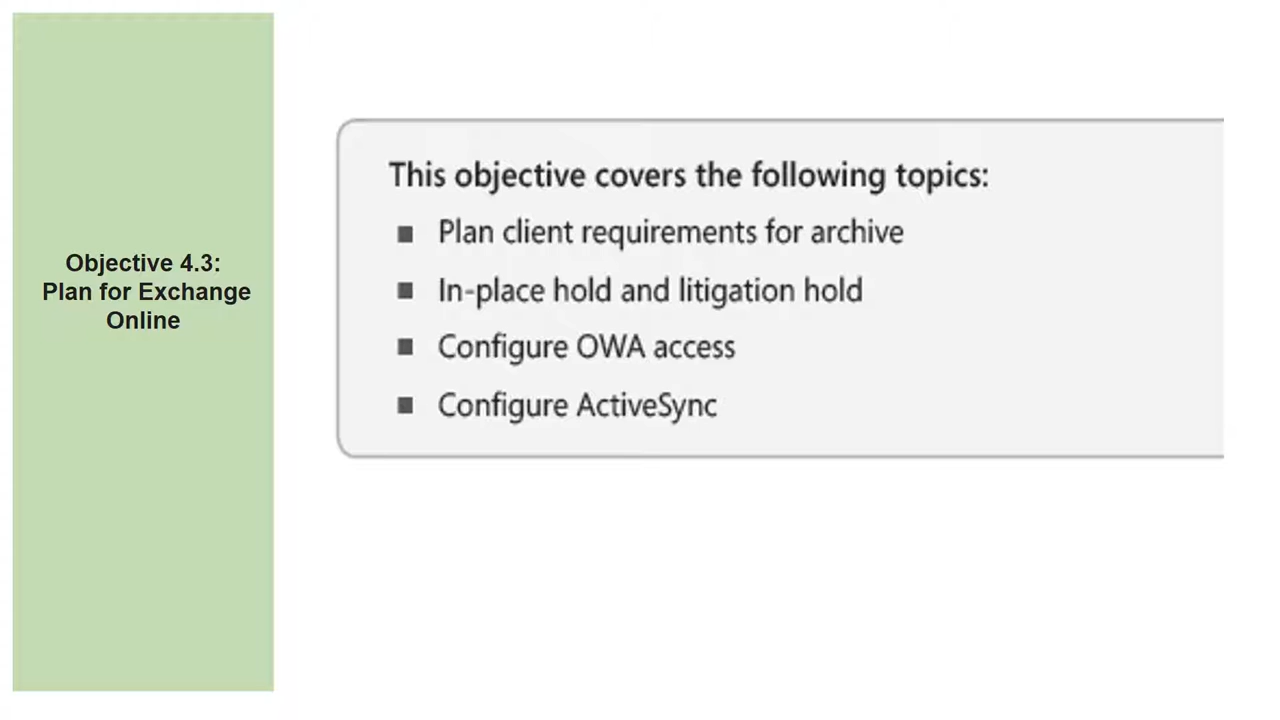 Objective 4.3:
Plan for Exchange
Online
This objective covers the following topics:
■ Plan client requirements for archive
■ In-place hold and litigation hold
■ Configure OWA access
■ Configure ActiveSync